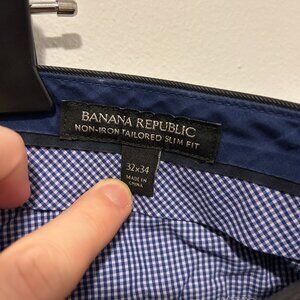 BANANA REPUBLIC
NON-IRON TAILORED SLIM FIT
32x34
MADE IN
CHINA